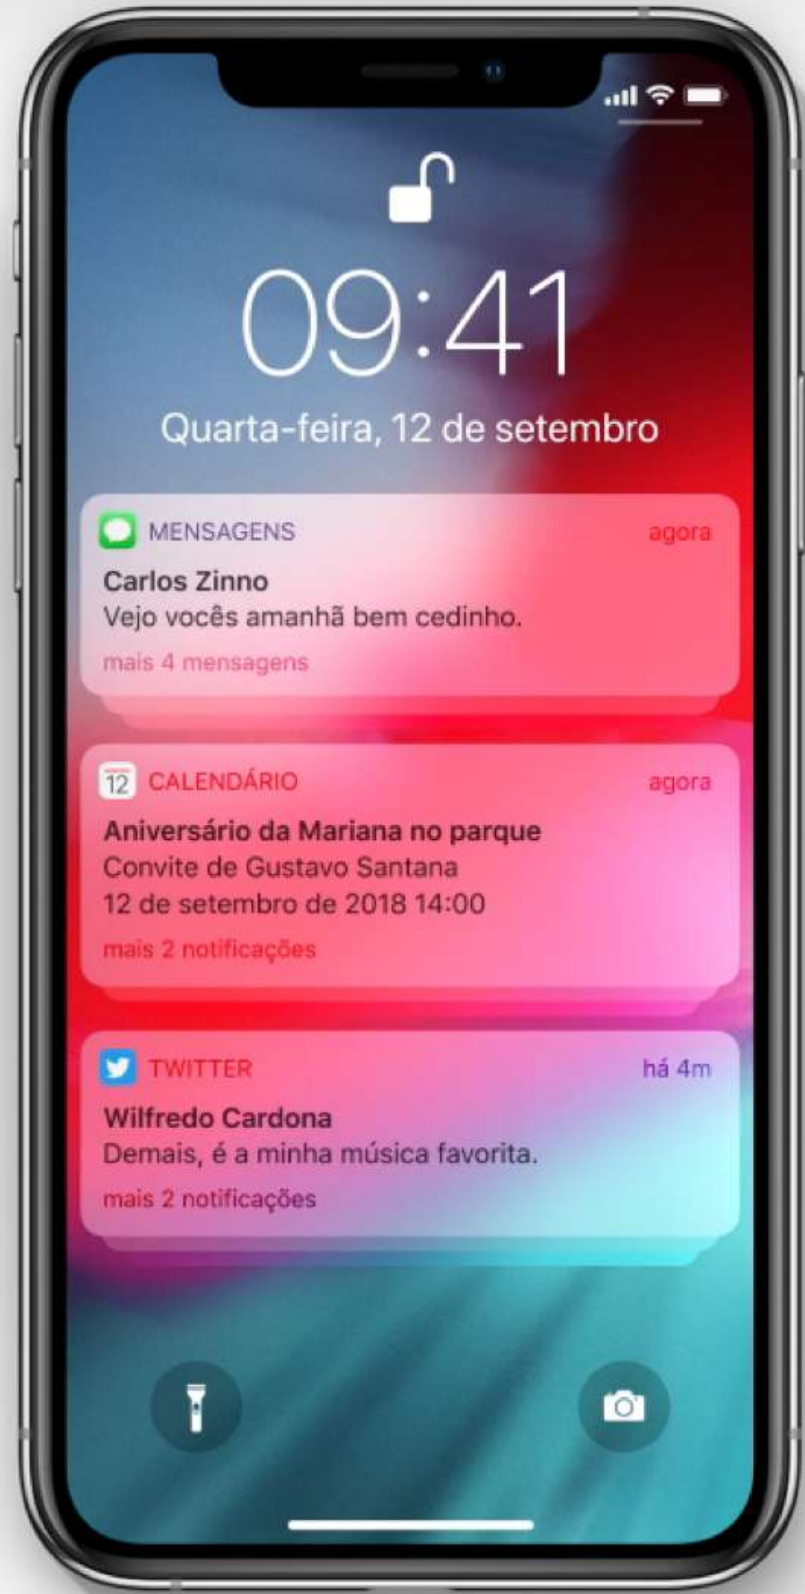 09:41
Quarta-feira, 12 de setembro
MENSAGENS agora
Carlos Zinno
Vejo vocês amanhã bem cedinho.
mais 4 mensagens
12 CALENDÁRIO agora
Aniversário da Mariana no parque
Convite de Gustavo Santana
12 de setembro de 2018 14:00
mais 2 notificações
TWITTER há 4m
Wilfredo Cardona
Demais, é a minha música favorita.
mais 2 notificações